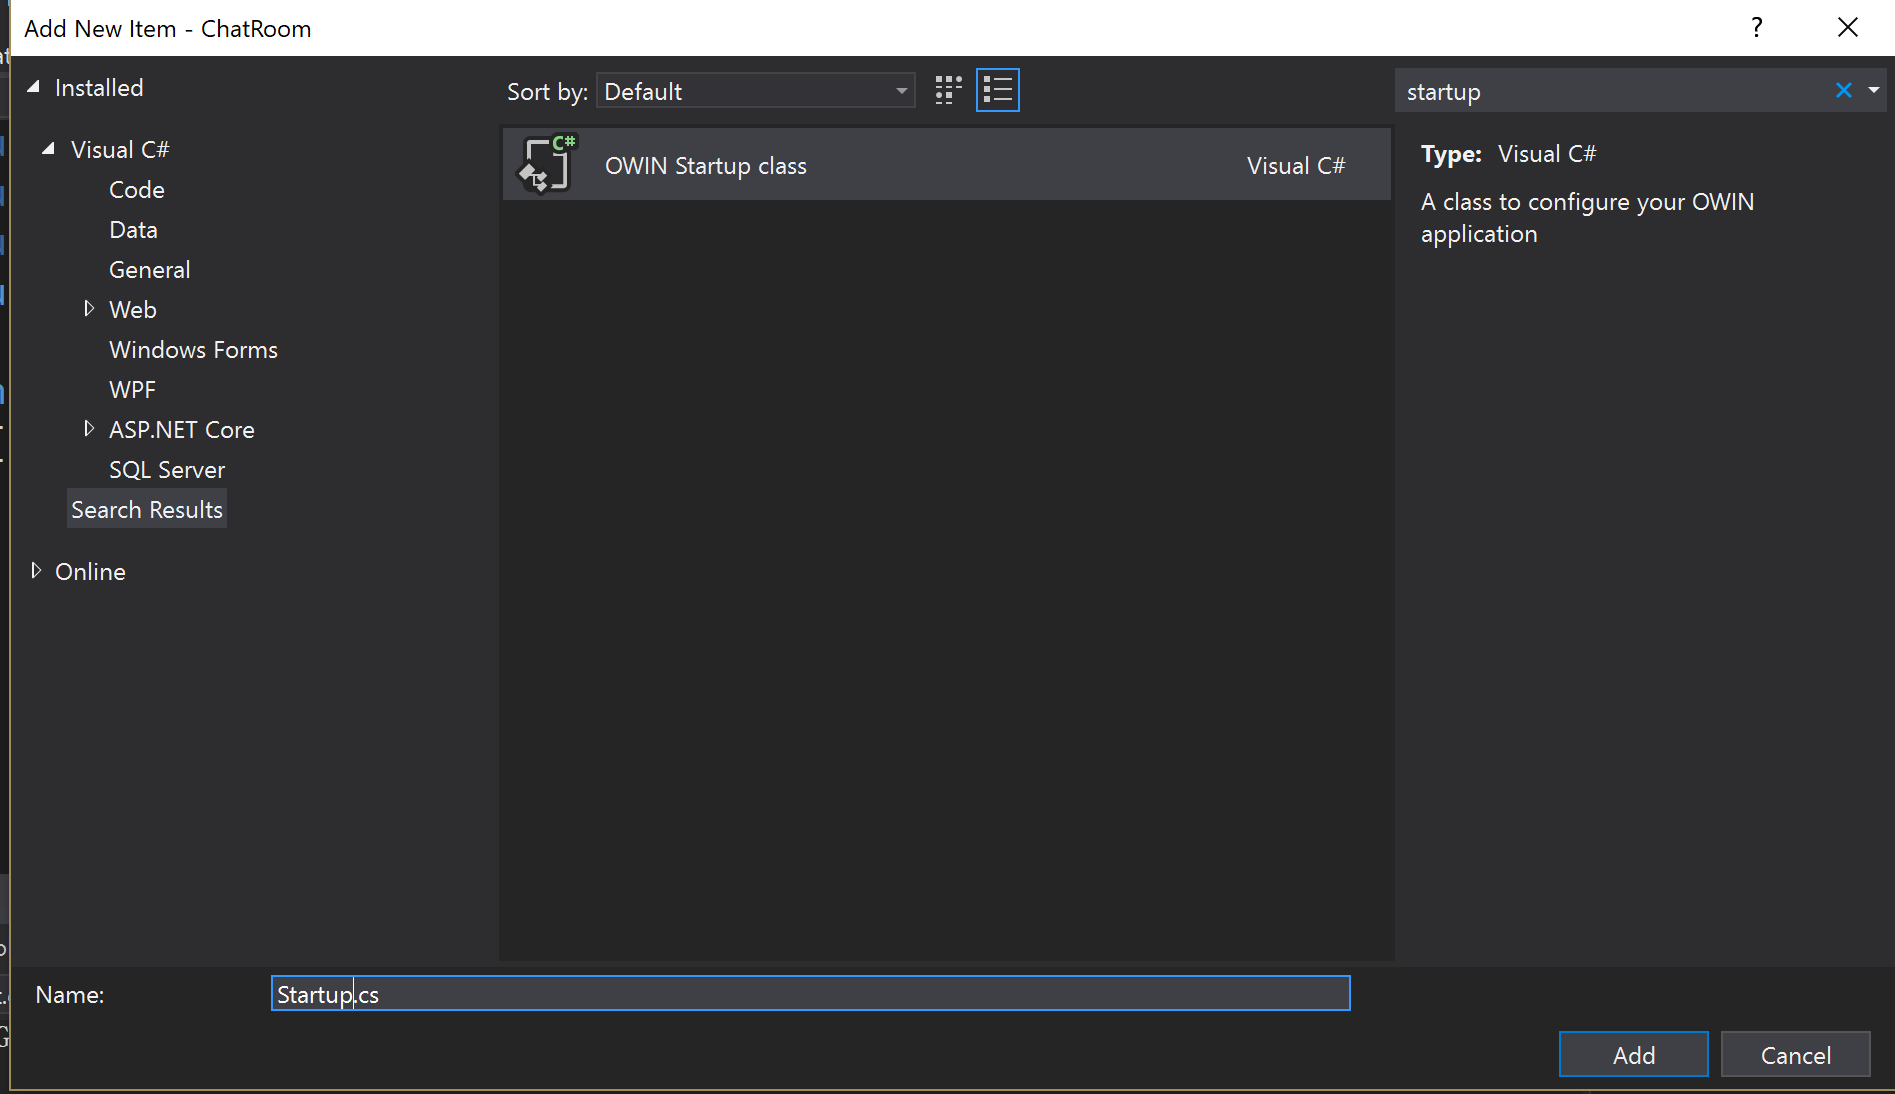 Add New Item - ChatRoom
?
Installed
Sort by: Default
startup
Visual C#
Code
Data
General
Web
Windows Forms
WPF
ASP.NET Core
SQL Server
Search Results
Online
C#
OWIN Startup class Visual C#
Type: Visual C#
A class to configure your OWIN
application
Name: Startup.cs
Add Cancel